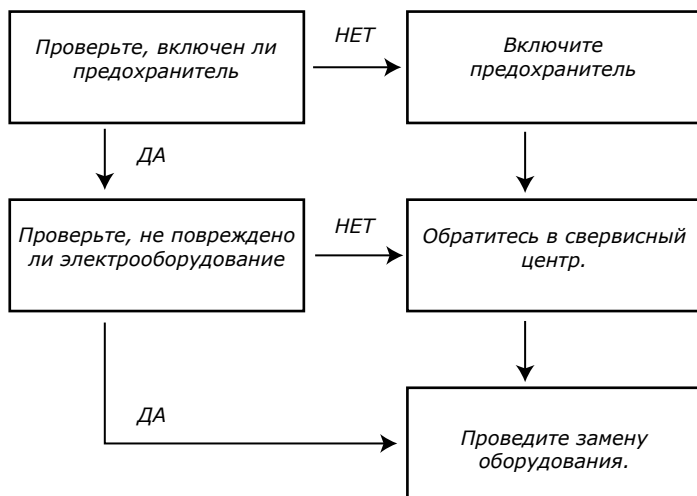 Проверьте, включен ли
предохранитель
НЕТ
Включите
предохранитель
ДА
Проверьте, не повреждено
ли электрооборудование
НЕТ
Обратитесь в свервисный
центр.
ДА
Проведите замену
оборудования.